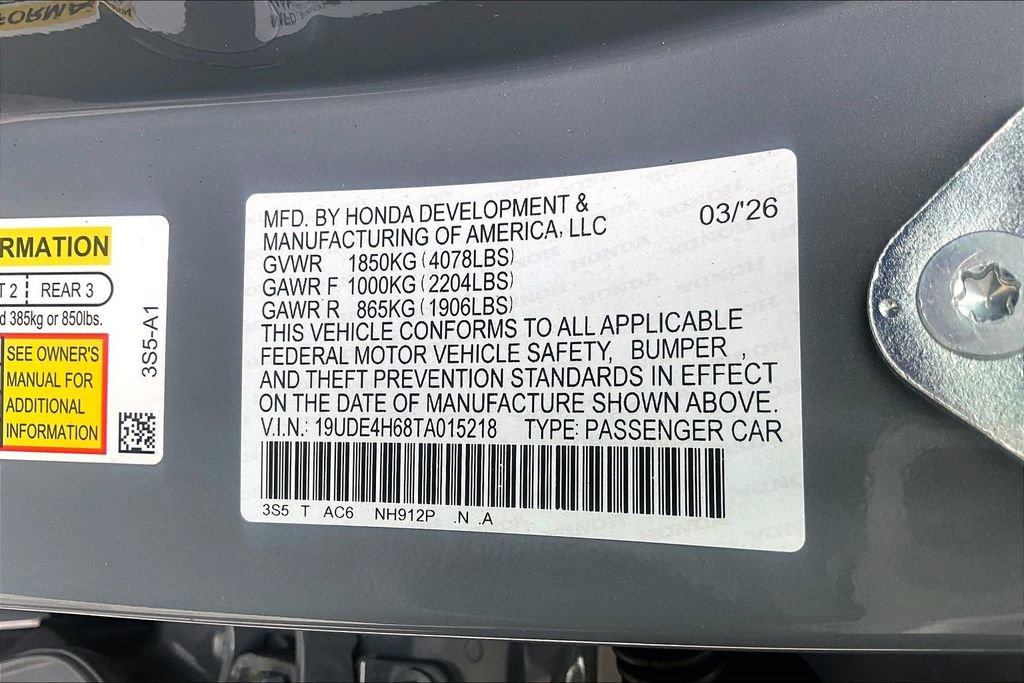 RMATION
T 2 REAR 3
d 385kg or 850lbs.
SEE OWNER'S
MANUAL FOR
ADDITIONAL
INFORMATION
3S5-A1
MFD. BY HONDA DEVELOPMENT & 03/'26
MANUFACTURING OF AMERICA, LLC
GVWR 1850KG (4078LBS)
GAWR F 1000KG (2204LBS)
GAWR R 865KG (1906LBS)
THIS VEHICLE CONFORMS TO ALL APPLICABLE
FEDERAL MOTOR VEHICLE SAFETY, BUMPER ,
AND THEFT PREVENTION STANDARDS IN EFFECT
ON THE DATE OF MANUFACTURE SHOWN ABOVE.
V.I.N.: 19UDE4H68TA015218 TYPE: PASSENGER CAR
3S5 T AC6 NH912P .N .A